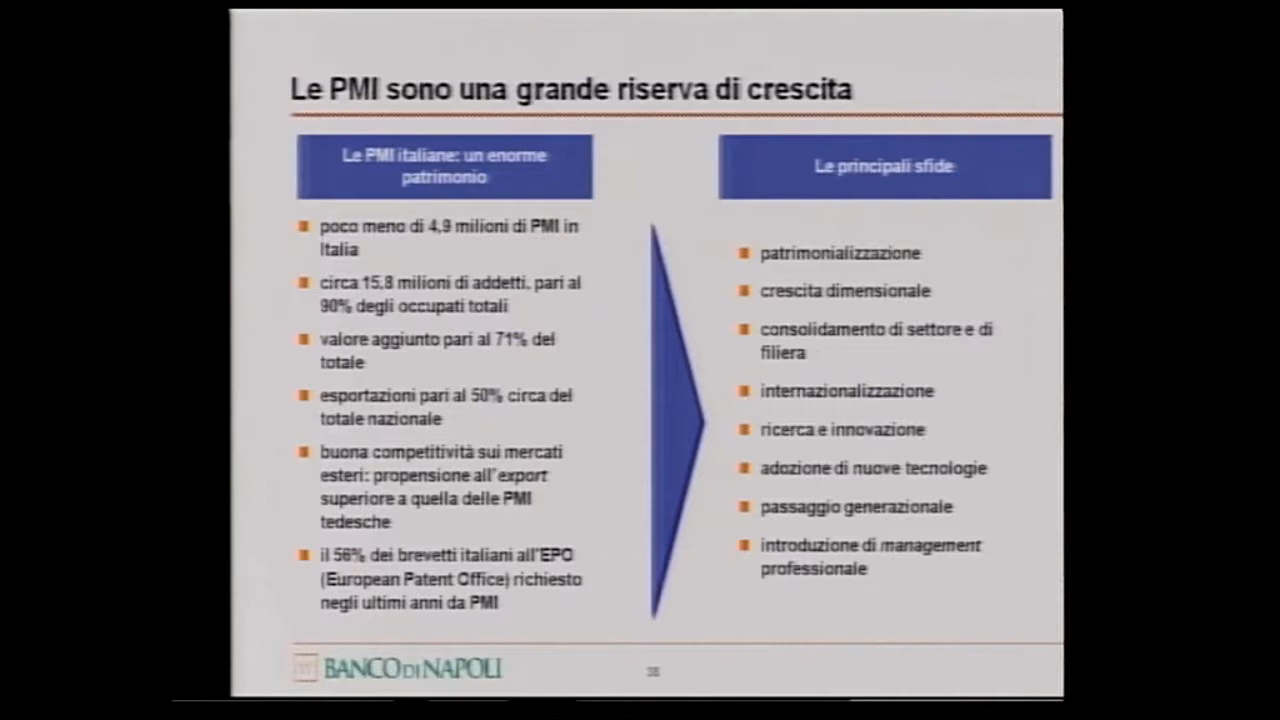 Le PMI sono una grande riserva di crescita
Le PMI italiane: un enorme
patrimonio
poco meno di 4,9 milioni di PMI in
Italia
circa 15,8 milioni di addetti, pari al
90% degli occupati totali
valore aggiunto pari al 71% del
totale
esportazioni pari al 50% circa del
totale nazionale
buona competitività sui mercati
esteri: propensione all'export
superiore a quella delle PMI
tedesche
il 56% dei brevetti italiani all'EPO
(European Patent Office) richiesto
negli ultimi anni da PMI
Le principali sfide
patrimonializzazione
crescita dimensionale
consolidamento di settore e di
filiera
internazionalizzazione
ricerca e innovazione
adozione di nuove tecnologie
passaggio generazionale
introduzione di management
professionale
BANCO DI NAPOLI